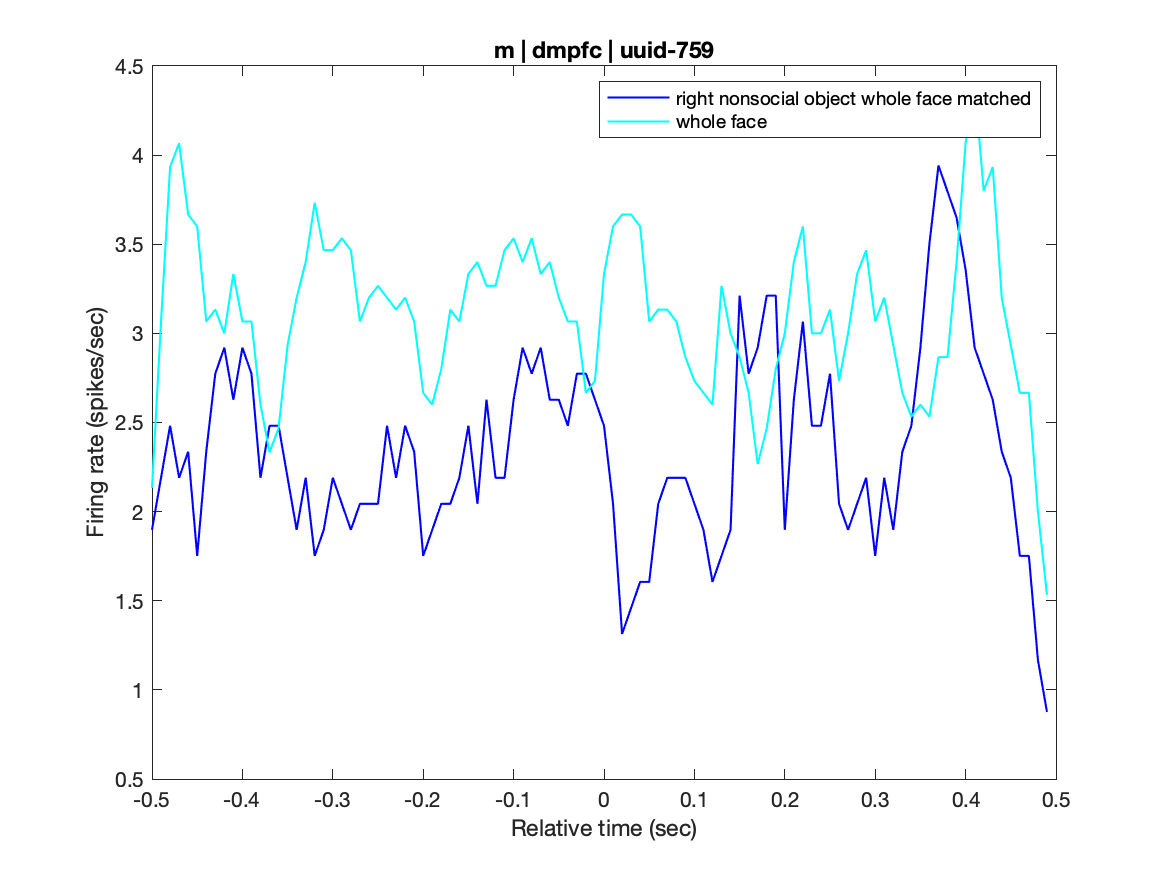 m | dmpfc | uuid-759
right nonsocial object whole face matched
whole face
4.5
4
3.5
3
2.5
2
1.5
1
0.5
Firing rate (spikes/sec)
-0.5 -0.4 -0.3 -0.2 -0.1 0 0.1 0.2 0.3 0.4 0.5
Relative time (sec)